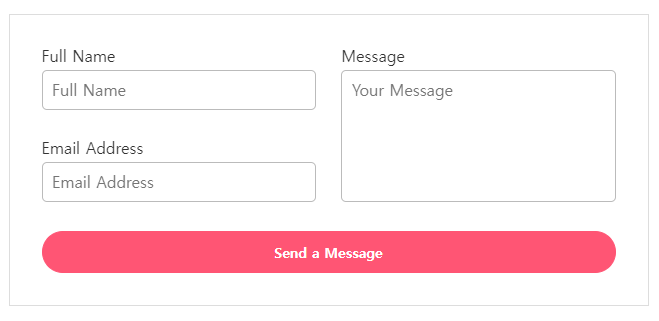 Full Name
Full Name
Email Address
Email Address
Message
Your Message
Send a Message